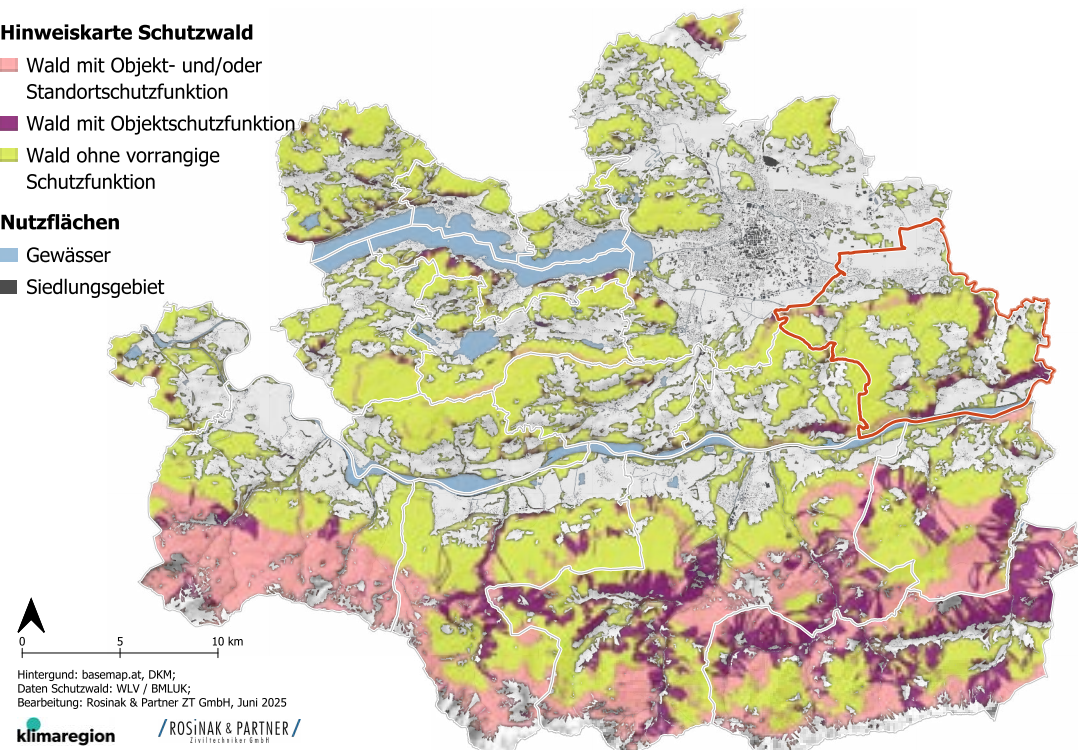 Hinweiskarte Schutzwald
Wald mit Objekt- und/oder
Standortschutzfunktion
Wald mit Objektschutzfunktion
Wald ohne vorrangige
Schutzfunktion
Nutzflächen
Gewässer
Siedlungsgebiet
0 5 10 km
Hintergund: basemap.at, DKM;
Daten Schutzwald: WLV / BMLUK;
Bearbeitung: Rosinak & Partner ZT GmbH, Juni 2025
klimaregion
ROSiNAK & PARTNER
Ziviltechniker GmbH